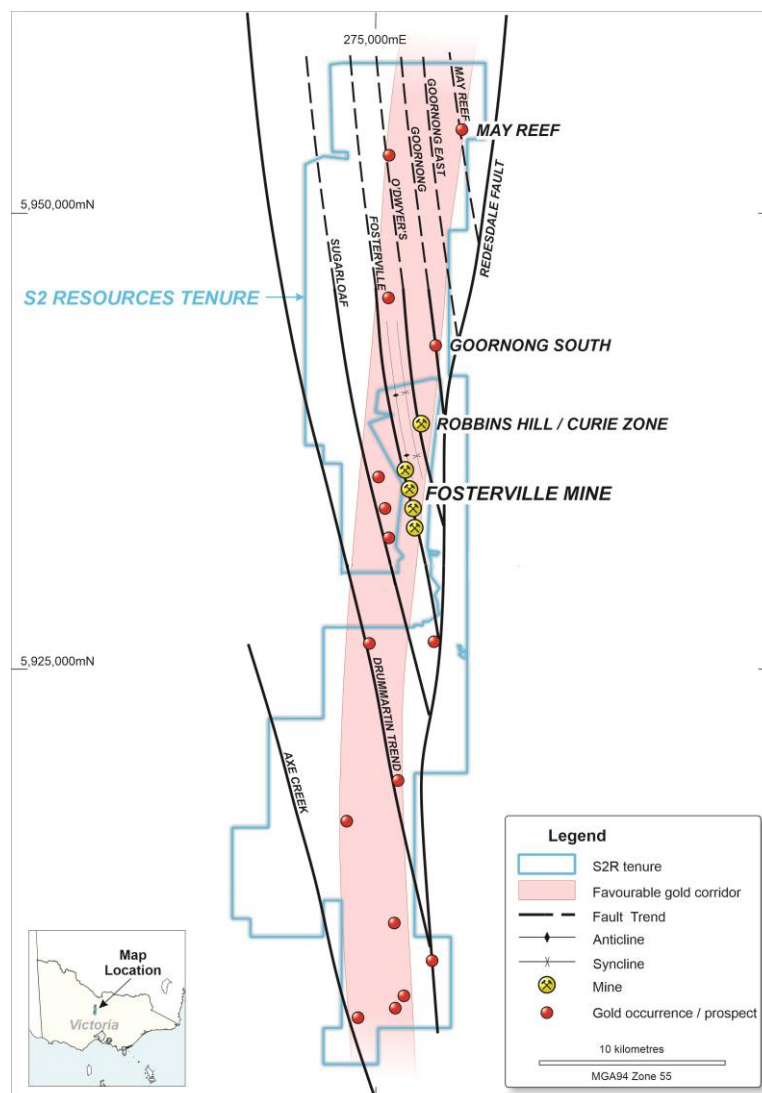 275,000mE
MAY REEF
MAY REEF
GOORNONG EAST
GOORNONG
O'DWYER'S
5,950,000mN
FOSTERVILLE
REDESDALE FAULT
SUGARLOAF
S2 RESOURCES TENURE
GOORNONG SOUTH
ROBBINS HILL / CURIE ZONE
FOSTERVILLE MINE
5,925,000mN
DRUMMARTIN TREND
AXE CREEK
Legend
S2R tenure
Favourable gold corridor
Fault Trend
Anticline
Syncline
Mine
Gold occurrence / prospect
10 kilometres
MGA94 Zone 55
Map
Location
Victoria